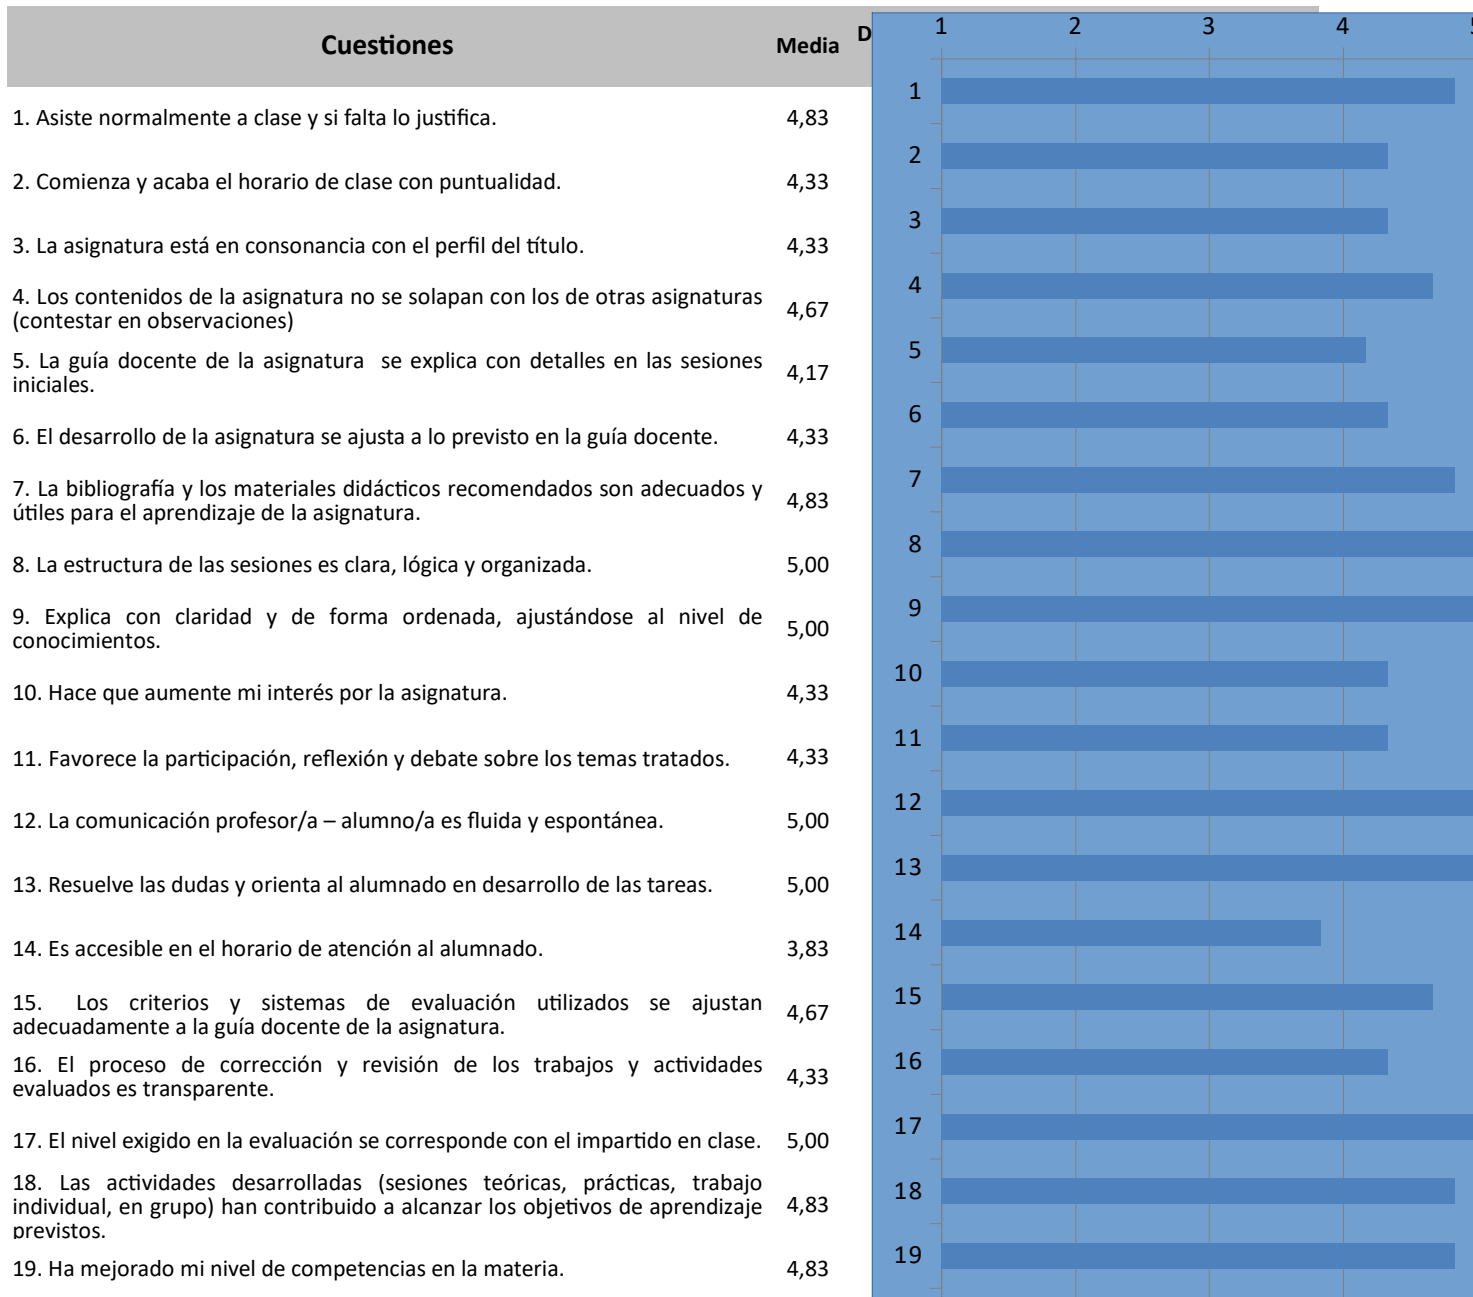 Cuestiones Media D
1. Asiste normalmente a clase y si falta lo justifica. 4,83
2. Comienza y acaba el horario de clase con puntualidad. 4,33
3. La asignatura está en consonancia con el perfil del título. 4,33
4. Los contenidos de la asignatura no se solapan con los de otras asignaturas
(contestar en observaciones) 4,67
5. La guía docente de la asignatura se explica con detalles en las sesiones
iniciales. 4,17
6. El desarrollo de la asignatura se ajusta a lo previsto en la guía docente. 4,33
7. La bibliografía y los materiales didácticos recomendados son adecuados y
útiles para el aprendizaje de la asignatura. 4,83
8. La estructura de las sesiones es clara, lógica y organizada. 5,00
9. Explica con claridad y de forma ordenada, ajustándose al nivel de
conocimientos. 5,00
10. Hace que aumente mi interés por la asignatura. 4,33
11. Favorece la participación, reflexión y debate sobre los temas tratados. 4,33
12. La comunicación profesor/a – alumno/a es fluida y espontánea. 5,00
13. Resuelve las dudas y orienta al alumnado en desarrollo de las tareas. 5,00
14. Es accesible en el horario de atención al alumnado. 3,83
15. Los criterios y sistemas de evaluación utilizados se ajustan
adecuadamente a la guía docente de la asignatura. 4,67
16. El proceso de corrección y revisión de los trabajos y actividades
evaluados es transparente. 4,33
17. El nivel exigido en la evaluación se corresponde con el impartido en clase. 5,00
18. Las actividades desarrolladas (sesiones teóricas, prácticas, trabajo
individual, en grupo) han contribuido a alcanzar los objetivos de aprendizaje
previstos. 4,83
19. Ha mejorado mi nivel de competencias en la materia. 4,83
1 2 3 4 5
1
2
3
4
5
6
7
8
9
10
11
12
13
14
15
16
17
18
19